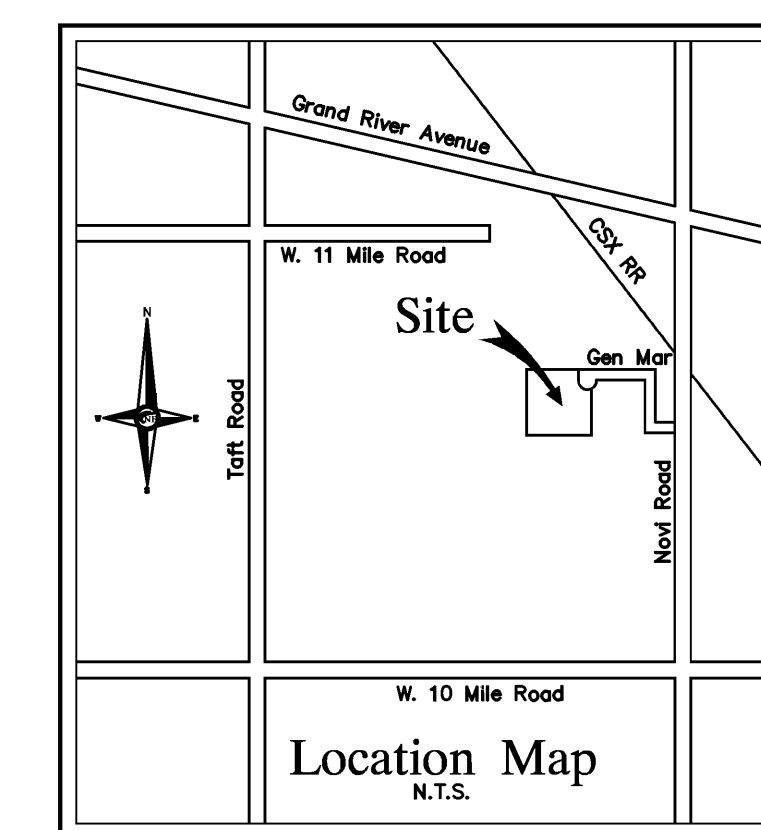 Grand River Avenue
CSX RR
W. 11 Mile Road
Site
Gen Mar
N
W
E
S
Taft Road
Novi Road
W. 10 Mile Road
Location Map
N.T.S.